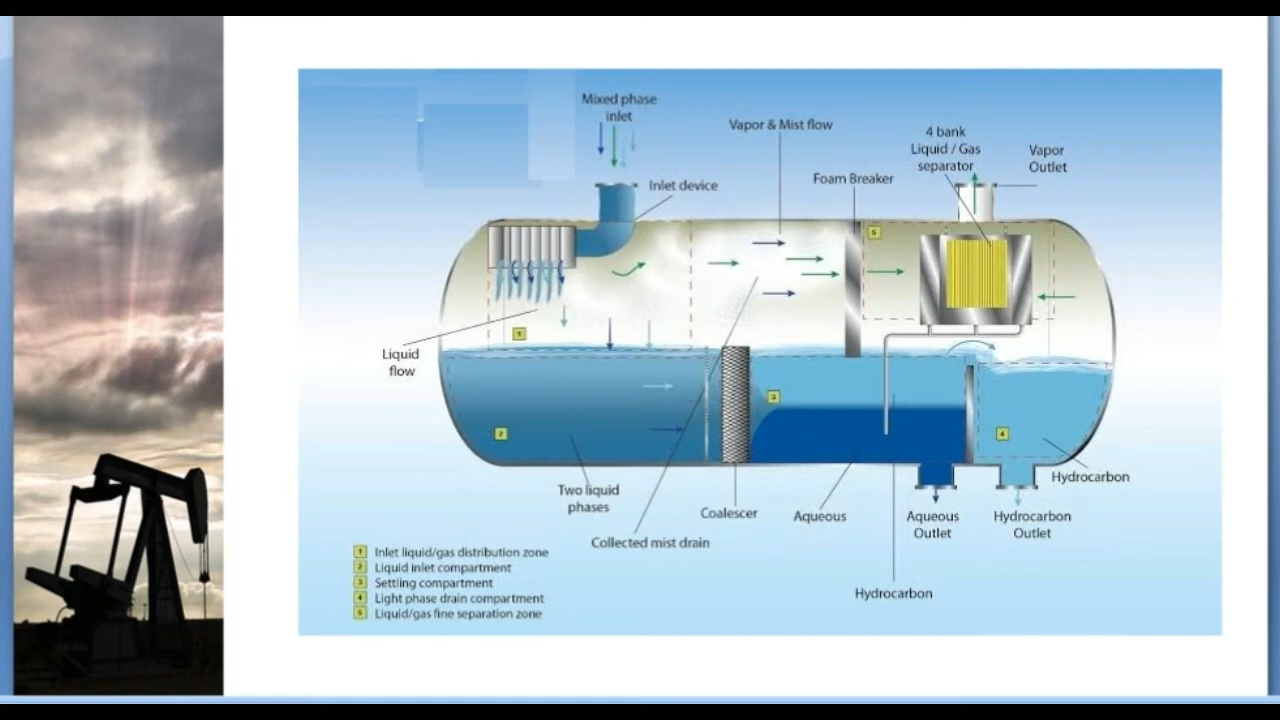 Mixed phase
inlet
Vapor & Mist flow
4 bank
Liquid / Gas
separator
Vapor
Outlet
Foam Breaker
Inlet device
5
1
Liquid
flow
3
2
4
Hydrocarbon
Two liquid
phases
Coalescer
Aqueous
Aqueous
Outlet
Hydrocarbon
Outlet
Collected mist drain
1 Inlet liquid/gas distribution zone
2 Liquid inlet compartment
3 Settling compartment
4 Light phase drain compartment
5 Liquid/gas fine separation zone
Hydrocarbon